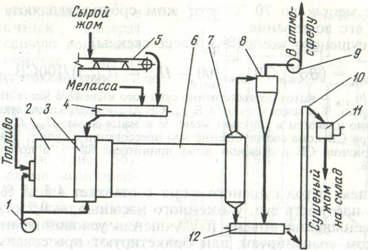 Сырой
жом
Меласса
Топливо
1
2
3
4
5
6
7
8
9
10
11
12
В атмо-
сферу
Сушеный
жом
на склад